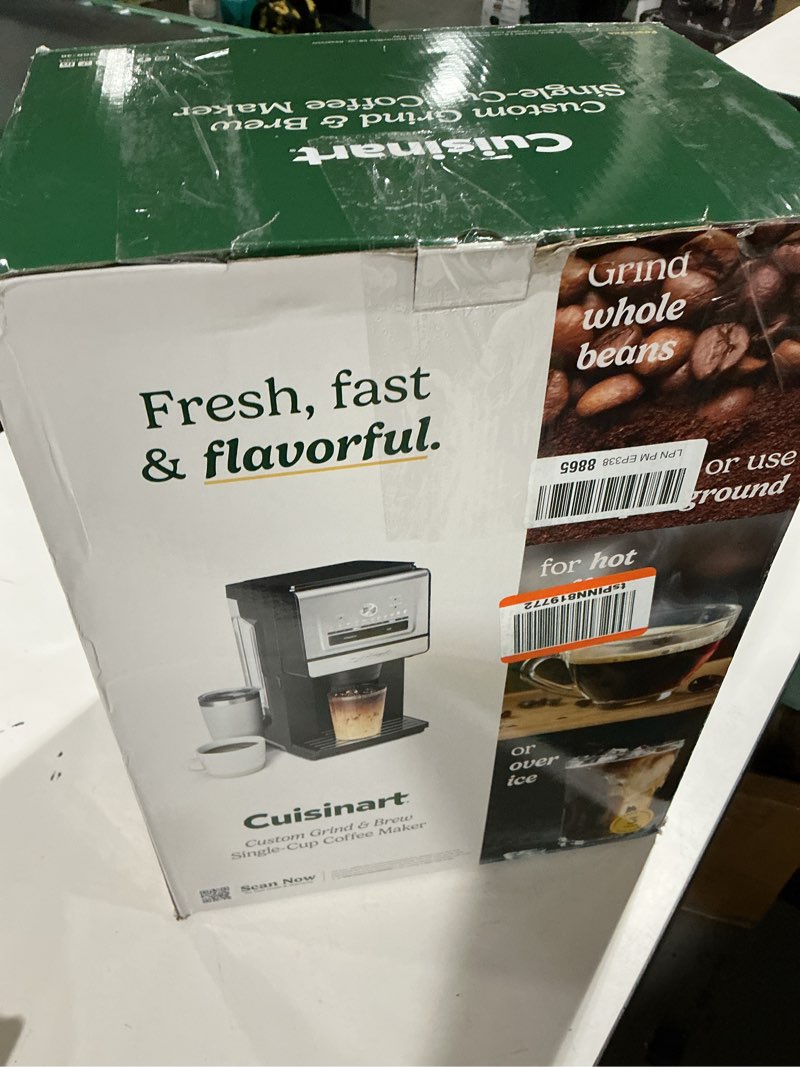 Cuisinart
Custom Grind & Brew
Single-Cup Coffee Maker
Fresh, fast
& flavorful.
Grind
whole
beans
LPN PM EP338 8865
or use
ground
for hot
tsPINN819772
or
over
ice
Cuisinart
Custom Grind & Brew
Single-Cup Coffee Maker
Scan Now